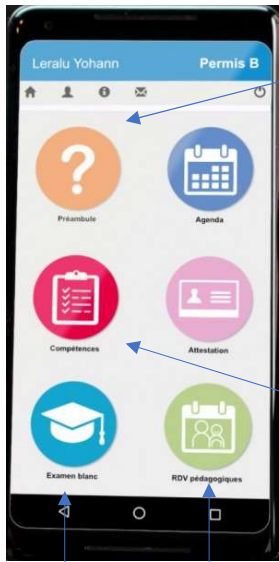 Leralu Yohann Permis B
Préambule Agenda
Compétences Attestation
Examen blanc RDV pédagogiques